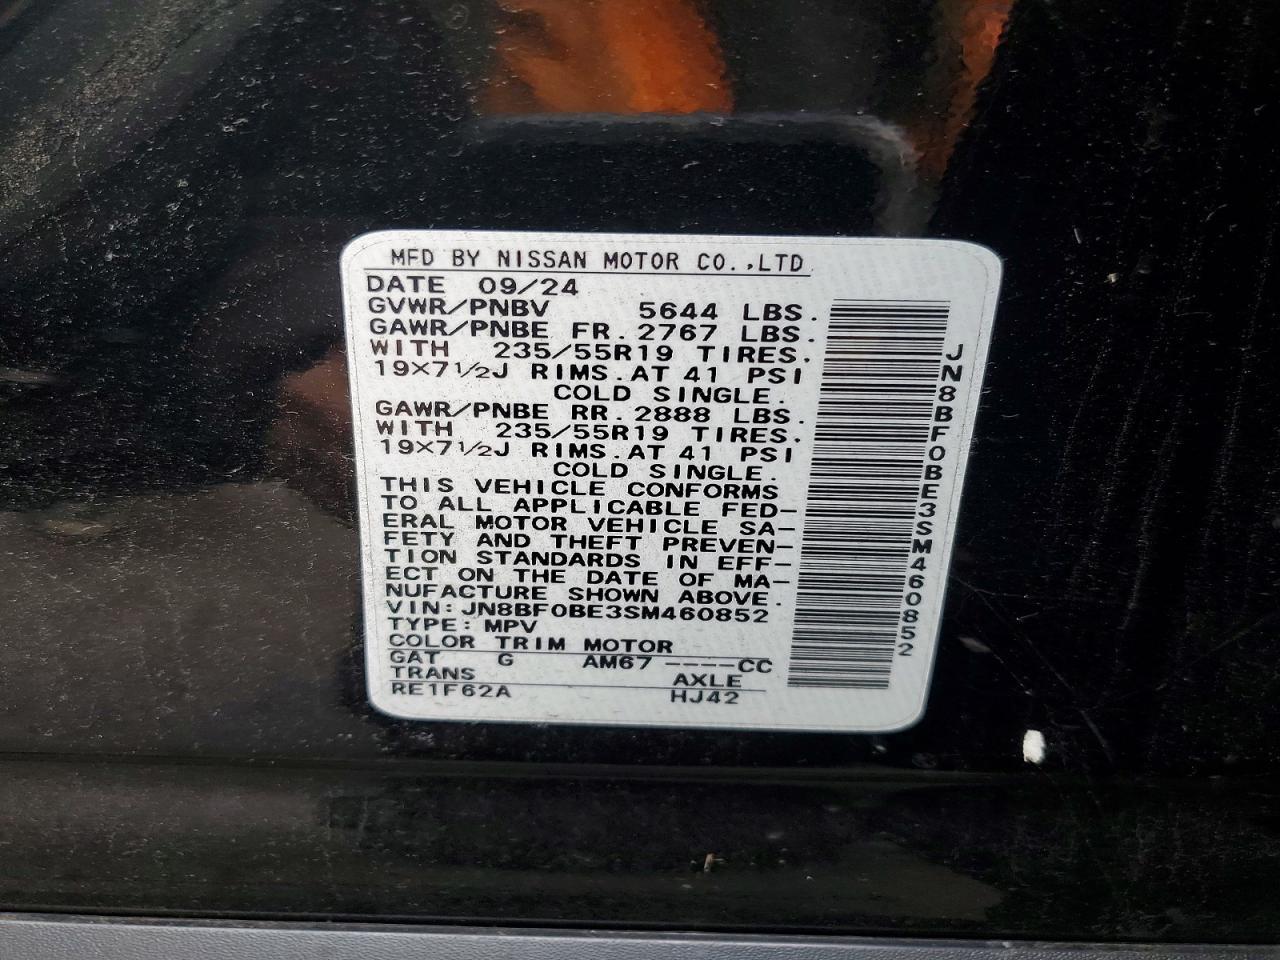 MFD BY NISSAN MOTOR CO.,LTD.
DATE 09/24
GVWR/PNBV 5644 LBS.
GAWR/PNBE FR. 2767 LBS.
WITH 235/55R19 TIRES.
19×7 1/2J RIMS. AT 41 PSI
COLD SINGLE.
GAWR/PNBE RR. 2888 LBS.
WITH 235/55R19 TIRES.
19×7 1/2J RIMS. AT 41 PSI
COLD SINGLE.
THIS VEHICLE CONFORMS
TO ALL APPLICABLE FED-
ERAL MOTOR VEHICLE SA-
FETY AND THEFT PREVEN-
TION STANDARDS IN EFF-
ECT ON THE DATE OF MA-
NUFACTURE SHOWN ABOVE.
VIN: JN8BF0BE3SM460852
TYPE: MPV
COLOR TRIM MOTOR
GAT G AM67 ----CC
TRANS AXLE
RE1F62A HJ42
JN8BF0BE3SM460852